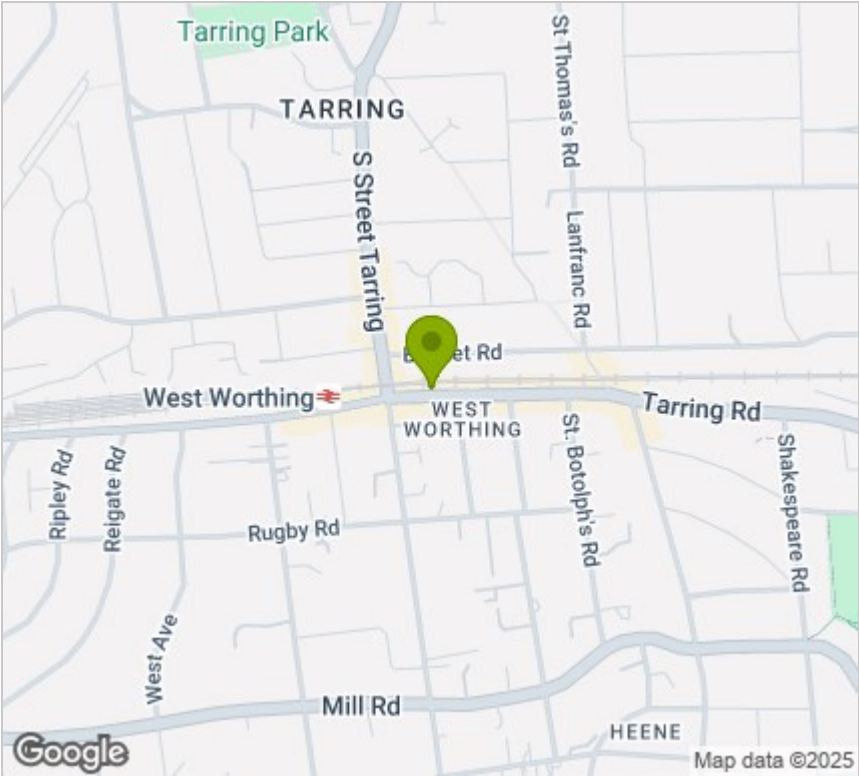 Tarring Park
TARRING
St Thomas's Rd
S Street Tarring
Lanfranc Rd
et Rd
West Worthing
WEST
WORTHING
Tarring Rd
Ripley Rd
Reigate Rd
St. Botolph's Rd
Shakespeare Rd
Rugby Rd
West Ave
Mill Rd
HEENE
Google
Map data ©2025